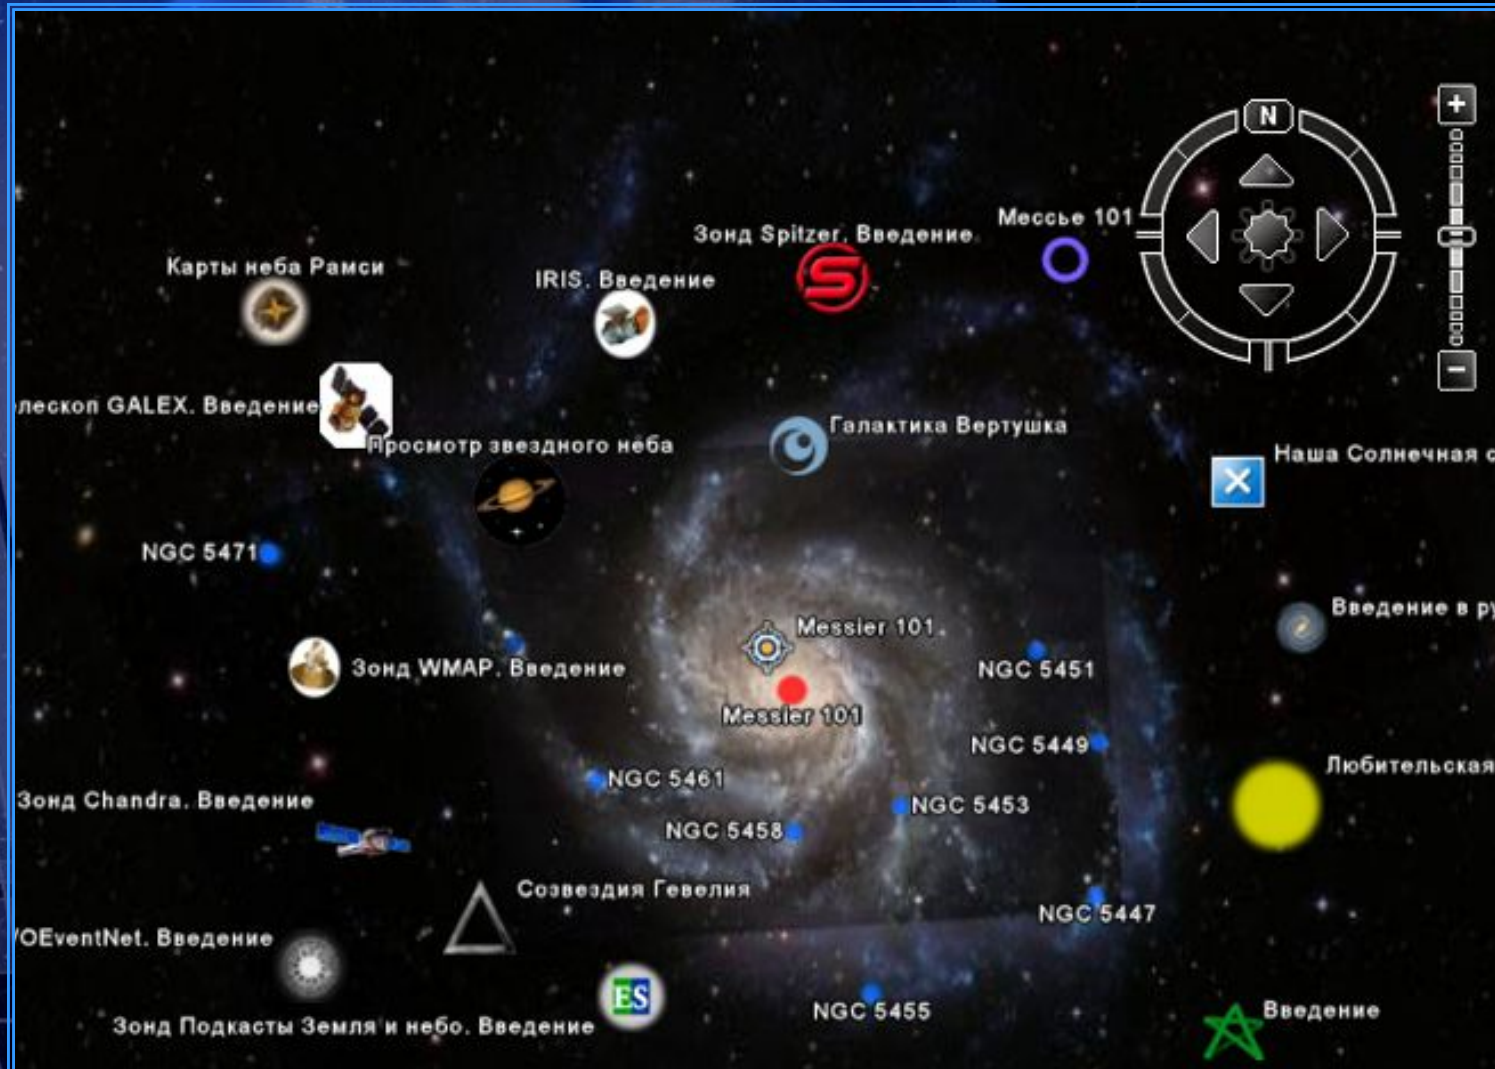 N
Мессье 101
Зонд Spitzer. Введение
Карты неба Рамси
IRIS. Введение
лескоп GALEX. Введение
Галактика Вертушка
Просмотр звездного неба
Наша Солнечная с
NGC 5471
Введение в ру
Messier 101
Зонд WMAP. Введение
NGC 5451
Messier 101
NGC 5449
Любительская
NGC 5461
Зонд Chandra. Введение
NGC 5453
NGC 5458
Созвездия Гевелия
NGC 5447
OEventNet. Введение
ES
Введение
NGC 5455
Зонд Подкасты Земля и небо. Введение